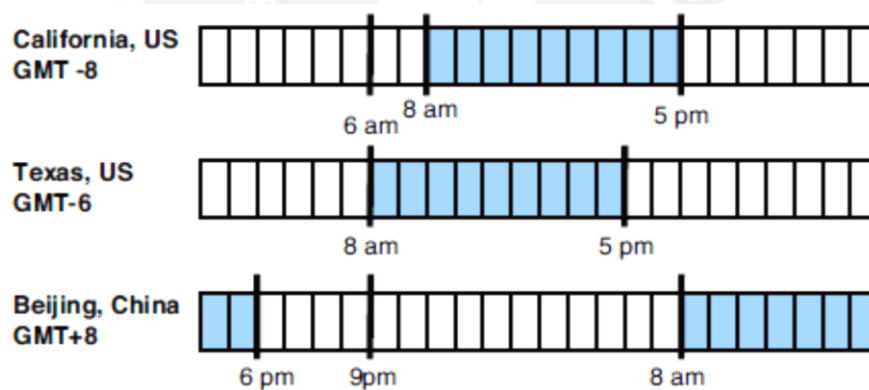 California, US
GMT -8
6 am
8 am
5 pm
Texas, US
GMT-6
8 am
5 pm
Beijing, China
GMT+8
6 pm
9pm
8 am